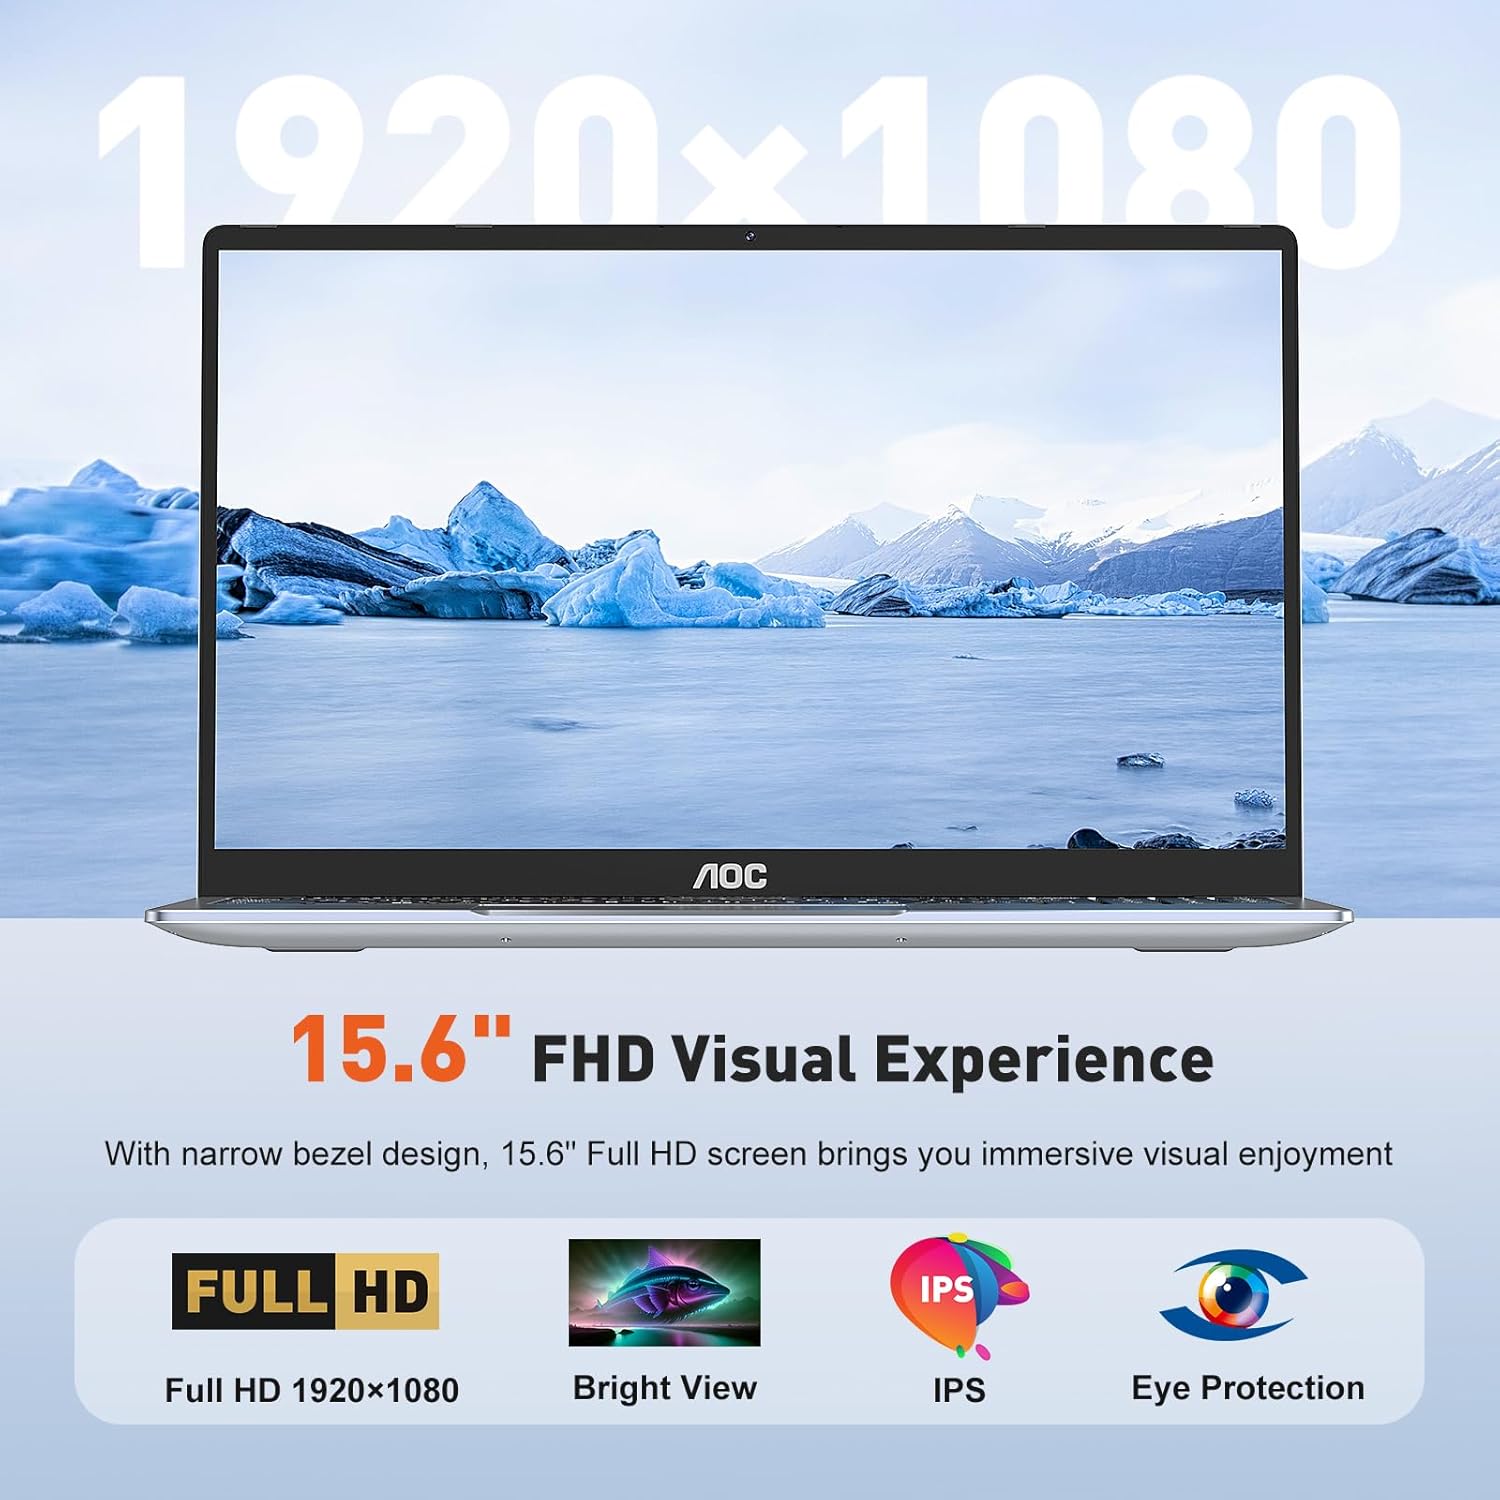 1920×1080
AOC
15.6" FHD Visual Experience
With narrow bezel design, 15.6" Full HD screen brings you immersive visual enjoyment
FULL HD
IPS
Full HD 1920×1080
Bright View
IPS
Eye Protection